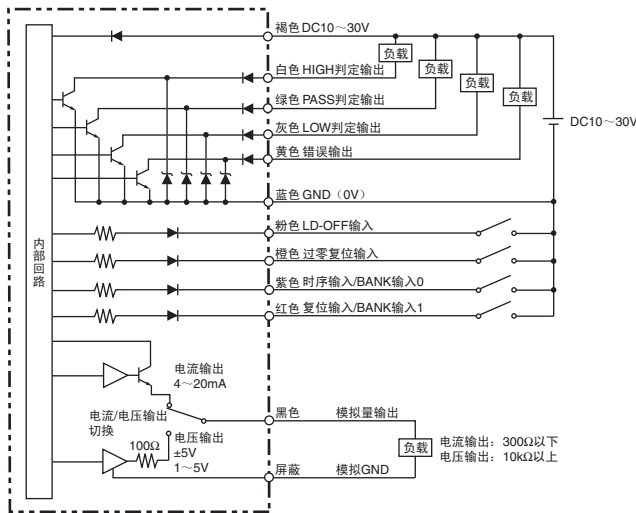 褐色 DC10～30V
负载
白色 HIGH判定输出
负载
负载
绿色 PASS判定输出
负载
灰色 LOW判定输出
DC10～30V
黄色 错误输出
蓝色 GND（0V）
内部回路
粉色 LD-OFF输入
橙色 过零复位输入
紫色 时序输入/BANK输入0
红色 复位输入/BANK输入1
电流输出
4～20mA
电流/电压输出
切换
黑色 模拟量输出
100Ω
电压输出
±5V
1～5V
负载
电流输出：300Ω以下
电压输出：10kΩ以上
屏蔽 模拟GND